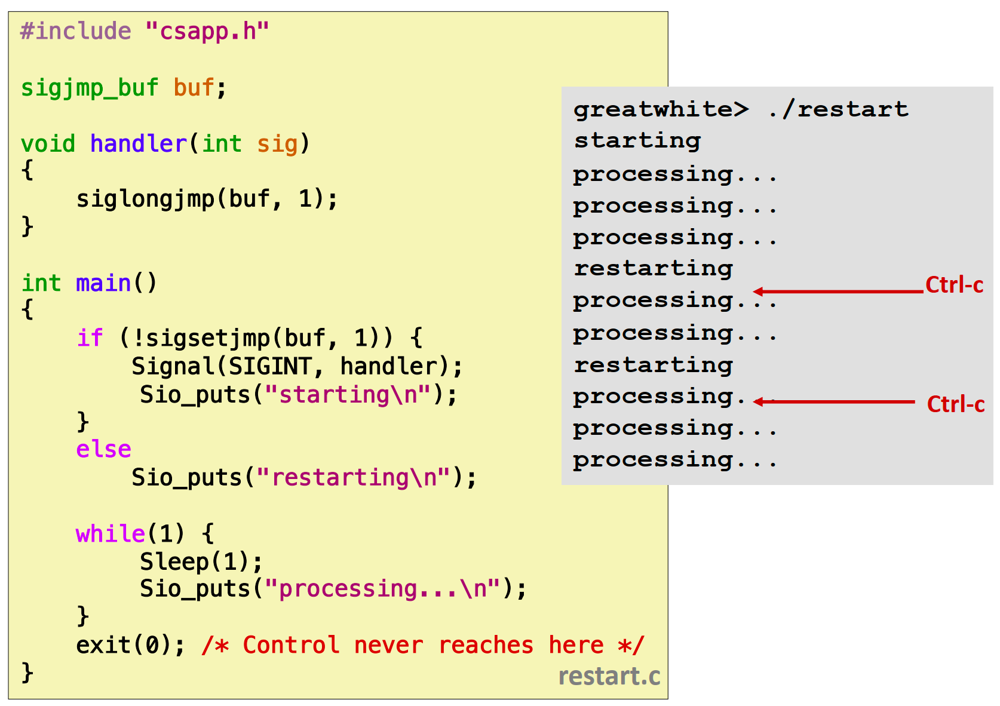 #include "csapp.h"
sigjmp_buf buf;
void handler(int sig)
{
    siglongjmp(buf, 1);
}
int main()
{
    if (!sigsetjmp(buf, 1)) {
        Signal(SIGINT, handler);
        Sio_puts("starting\n");
    }
    else
        Sio_puts("restarting\n");
    while(1) {
        Sleep(1);
        Sio_puts("processing...\n");
    }
    exit(0); /* Control never reaches here */
}
restart.c
greatwhite> ./restart
starting
processing...
processing...
processing...
restarting
processing...
Ctrl-c
processing...
restarting
processing...
Ctrl-c
processing...
processing...